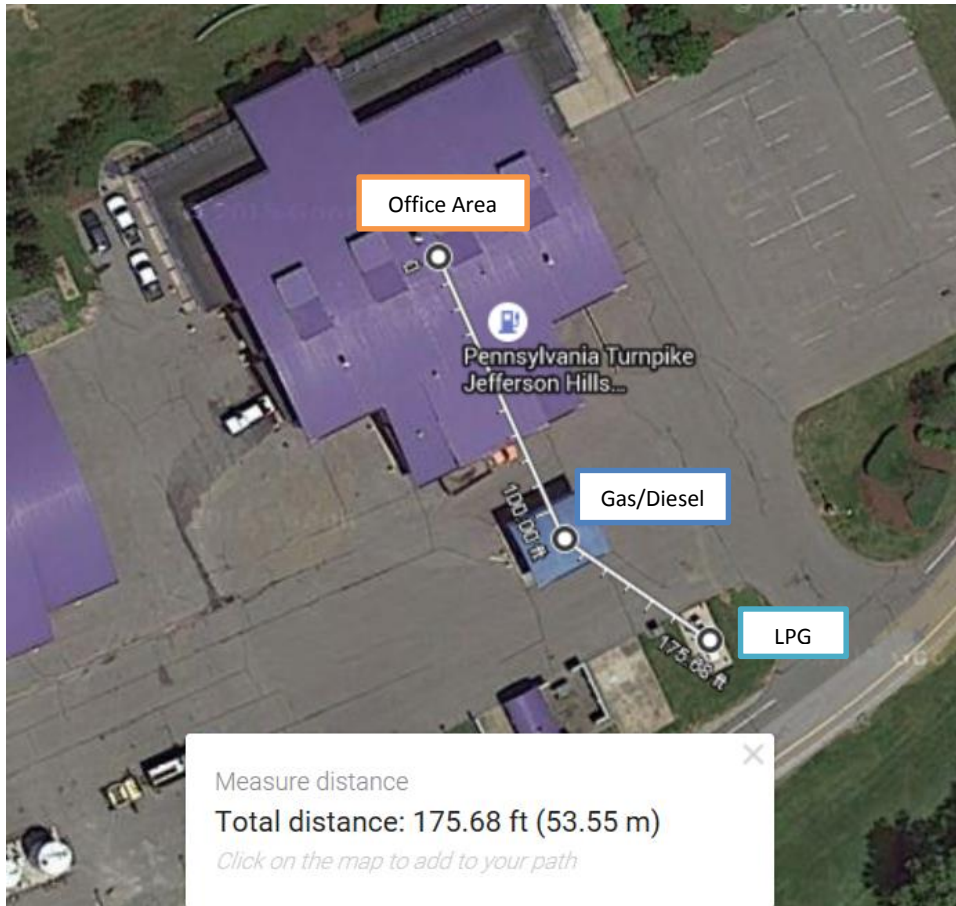 Office Area
Pennsylvania Turnpike
Jefferson Hills...
Gas/Diesel
100.00 ft
LPG
175.68 ft
Measure distance
Total distance: 175.68 ft (53.55 m)
Click on the map to add to your path